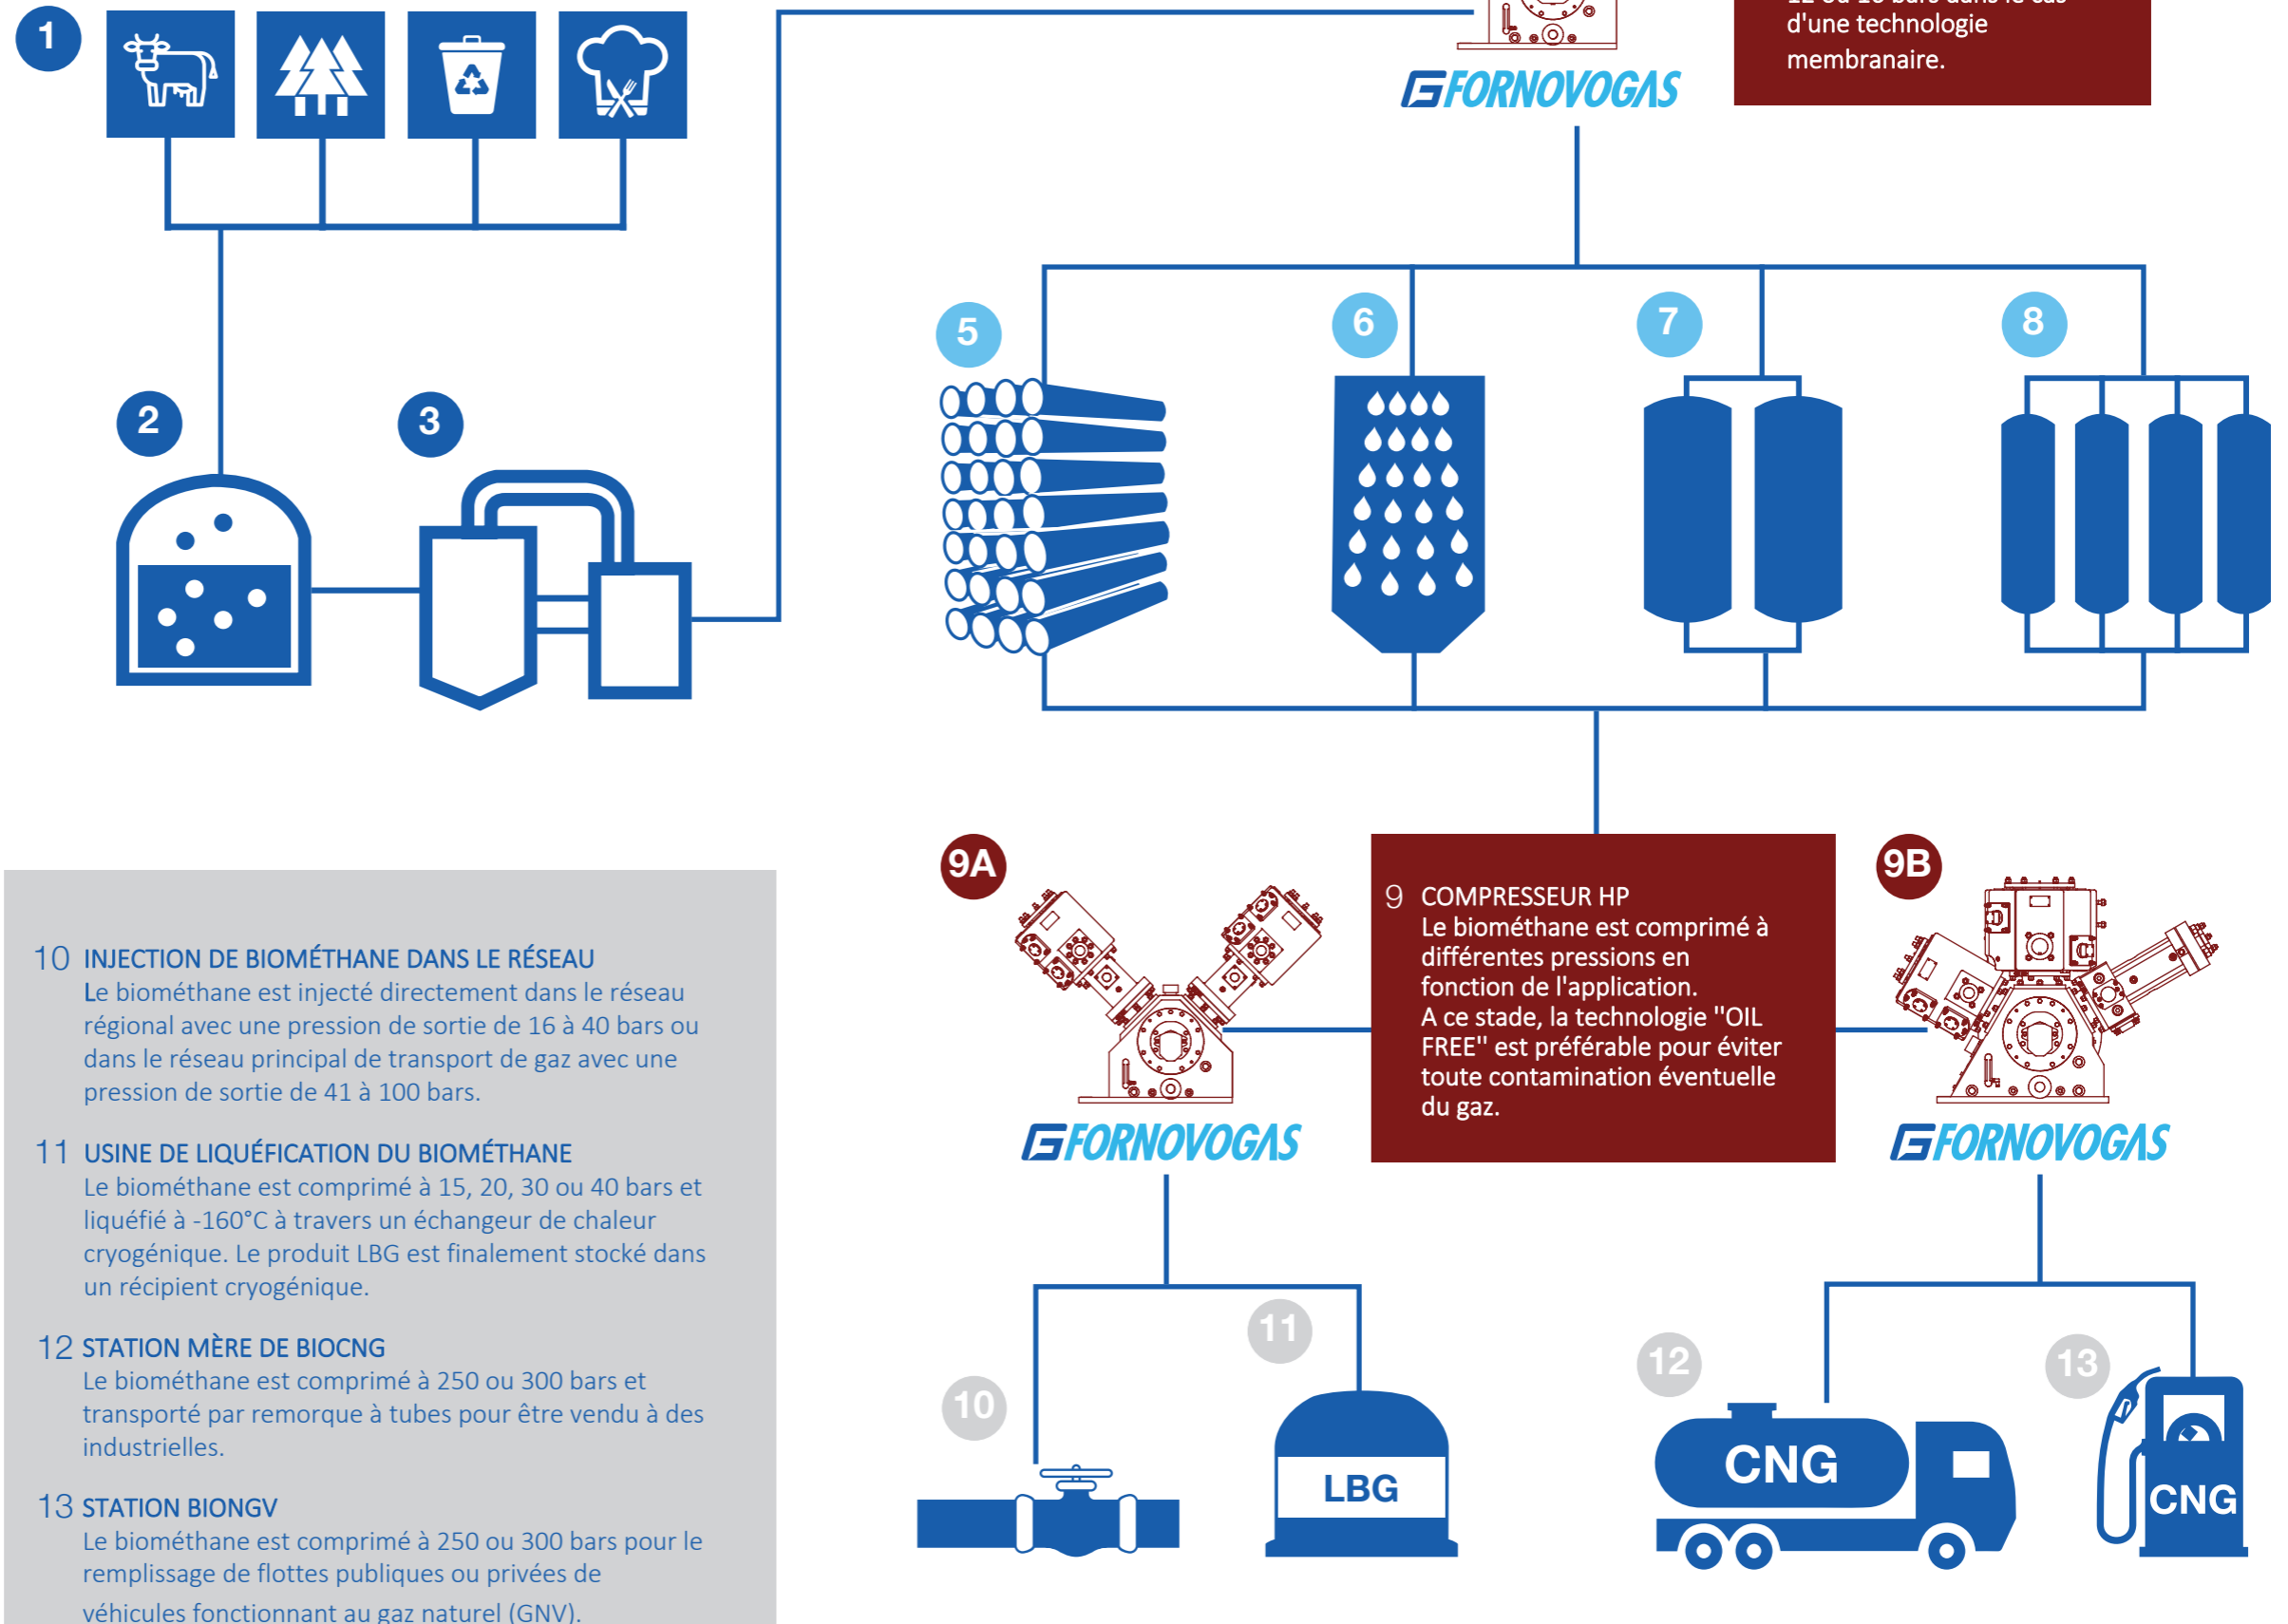 1
12 ou 16 bars dans le cas
d'une technologie
membranaire.
FORNOVOGAS
5
6
7
8
2
3
9A
9 COMPRESSEUR HP
Le biométhane est comprimé à
différentes pressions en
fonction de l'application.
A ce stade, la technologie "OIL
FREE" est préférable pour éviter
toute contamination éventuelle
du gaz.
9B
FORNOVOGAS
FORNOVOGAS
10 INJECTION DE BIOMÉTHANE DANS LE RÉSEAU
Le biométhane est injecté directement dans le réseau
régional avec une pression de sortie de 16 à 40 bars ou
dans le réseau principal de transport de gaz avec une
pression de sortie de 41 à 100 bars.
11 USINE DE LIQUÉFICATION DU BIOMÉTHANE
Le biométhane est comprimé à 15, 20, 30 ou 40 bars et
liquéfié à -160°C à travers un échangeur de chaleur
cryogénique. Le produit LBG est finalement stocké dans
un récipient cryogénique.
12 STATION MÈRE DE BIOCNG
Le biométhane est comprimé à 250 ou 300 bars et
transporté par remorque à tubes pour être vendu à des
industrielles.
13 STATION BIONGV
Le biométhane est comprimé à 250 ou 300 bars pour le
remplissage de flottes publiques ou privées de
véhicules fonctionnant au gaz naturel (GNV).
10
11
LBG
12
CNG
13
CNG